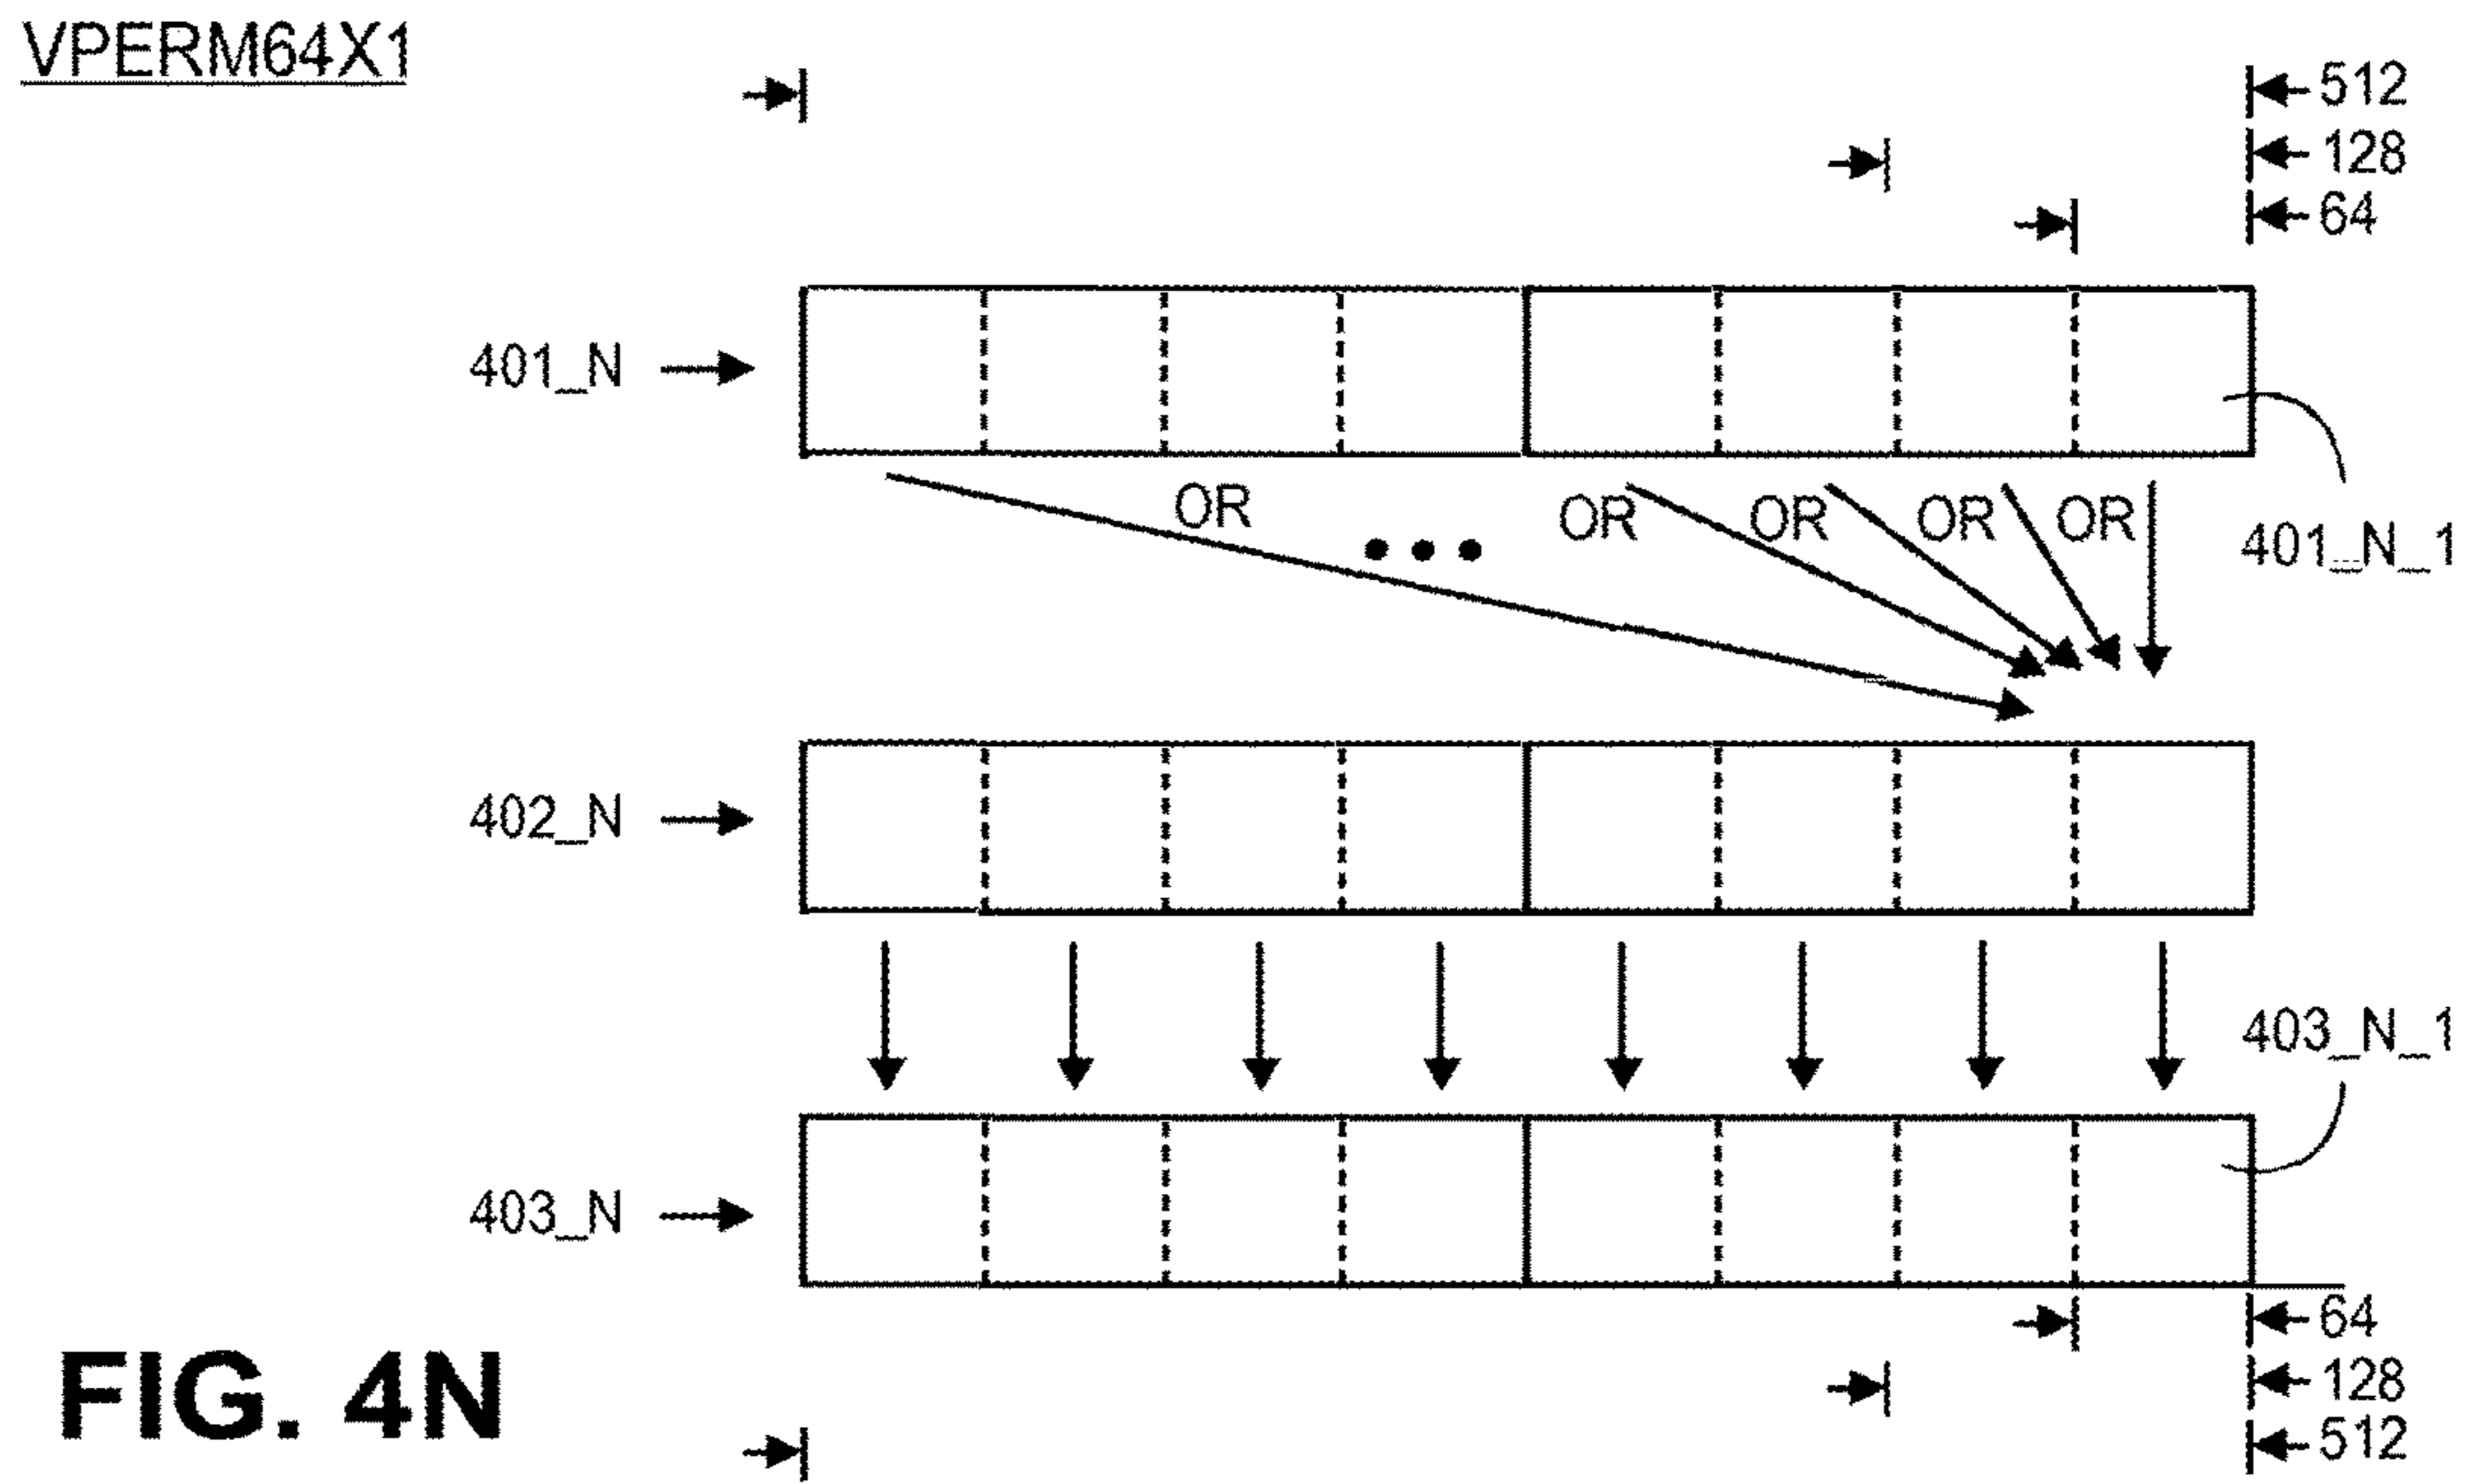 VPERM64X1
512
128
64
401_N
OR OR OR OR OR
401_N_1
402_N
403_N_1
403_N
64
128
512
FIG. 4N